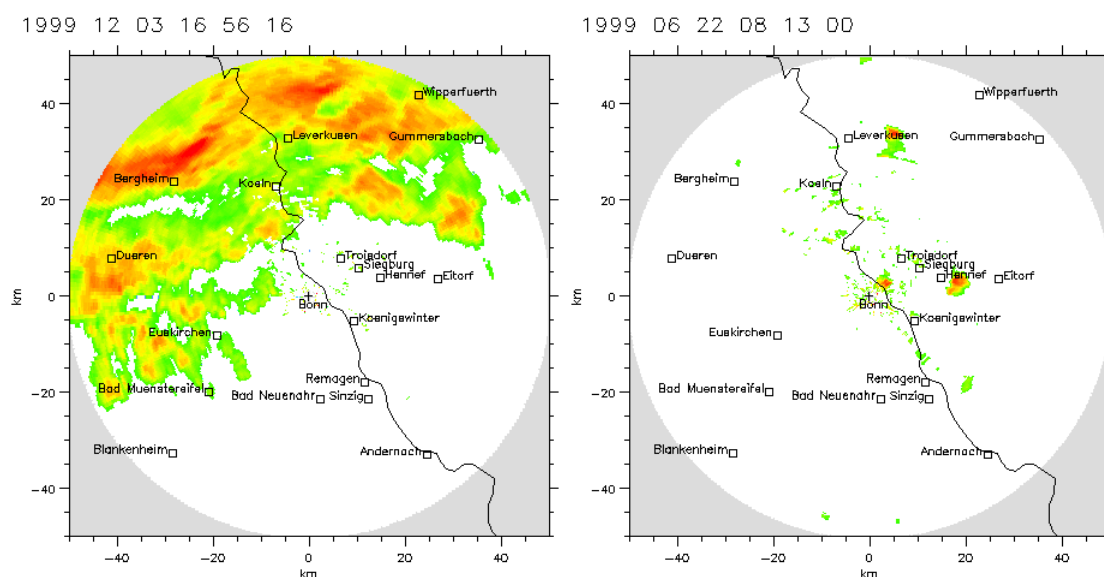 1999 12 03 16 56 16
40
20
0
−20
−40
km
−40 −20 0 20 40
km
Wipperfuerth
Leverkusen
Gummersbach
Bergheim
Koeln
Dueren
Troisdorf
Siegburg
Hennef
Eitorf
Bonn
Koenigswinter
Euskirchen
Remagen
Bad Muenstereifel
Bad Neuenahr
Sinzig
Blankenheim
Andernach
1999 06 22 08 13 00
40
20
0
−20
−40
km
−40 −20 0 20 40
km
Wipperfuerth
Leverkusen
Gummersbach
Bergheim
Koeln
Dueren
Troisdorf
Siegburg
Hennef
Eitorf
Bonn
Koenigswinter
Euskirchen
Remagen
Bad Muenstereifel
Bad Neuenahr
Sinzig
Blankenheim
Andernach